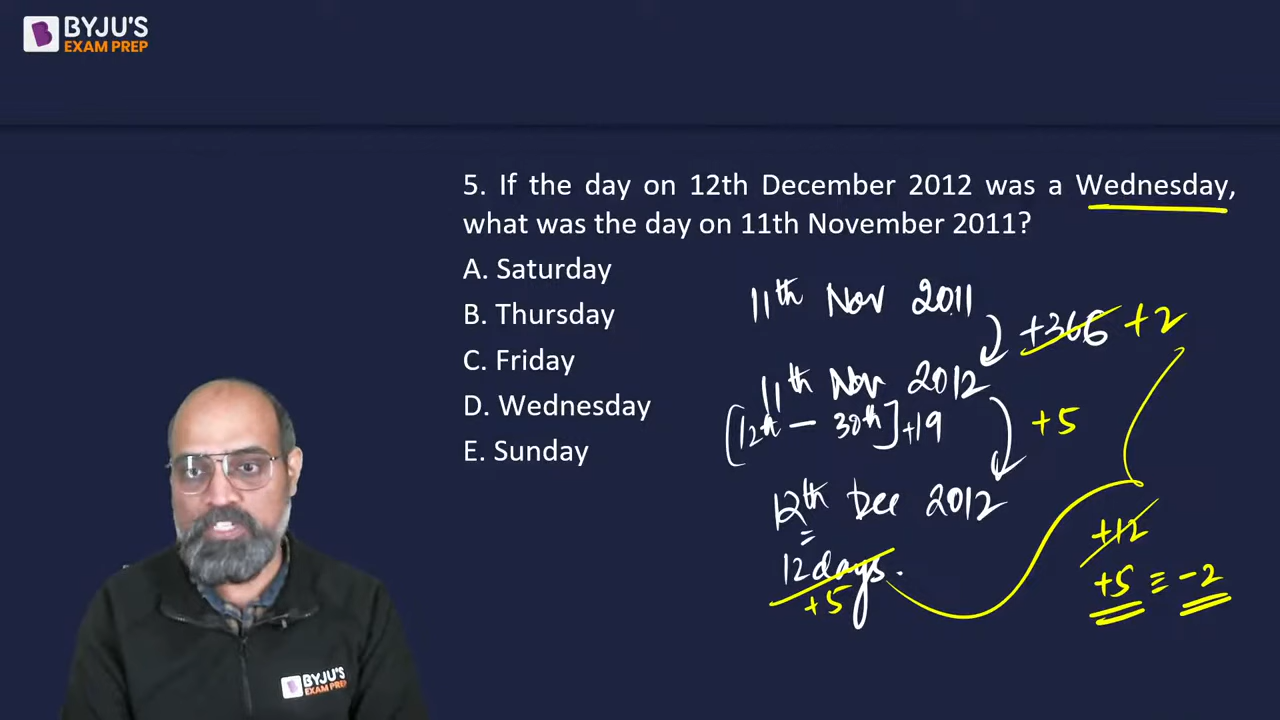 BYJU'S
EXAM PREP
5. If the day on 12th December 2012 was a Wednesday,
what was the day on 11th November 2011?
A. Saturday
B. Thursday
C. Friday
D. Wednesday
E. Sunday
11th Nov 2011
+366 +2
11th Nov 2012
[12th - 30th] +19
+5
12th Dec 2012
=
12 days.
+5
+12
+5 ≡ -2
BYJU'S
EXAM PREP